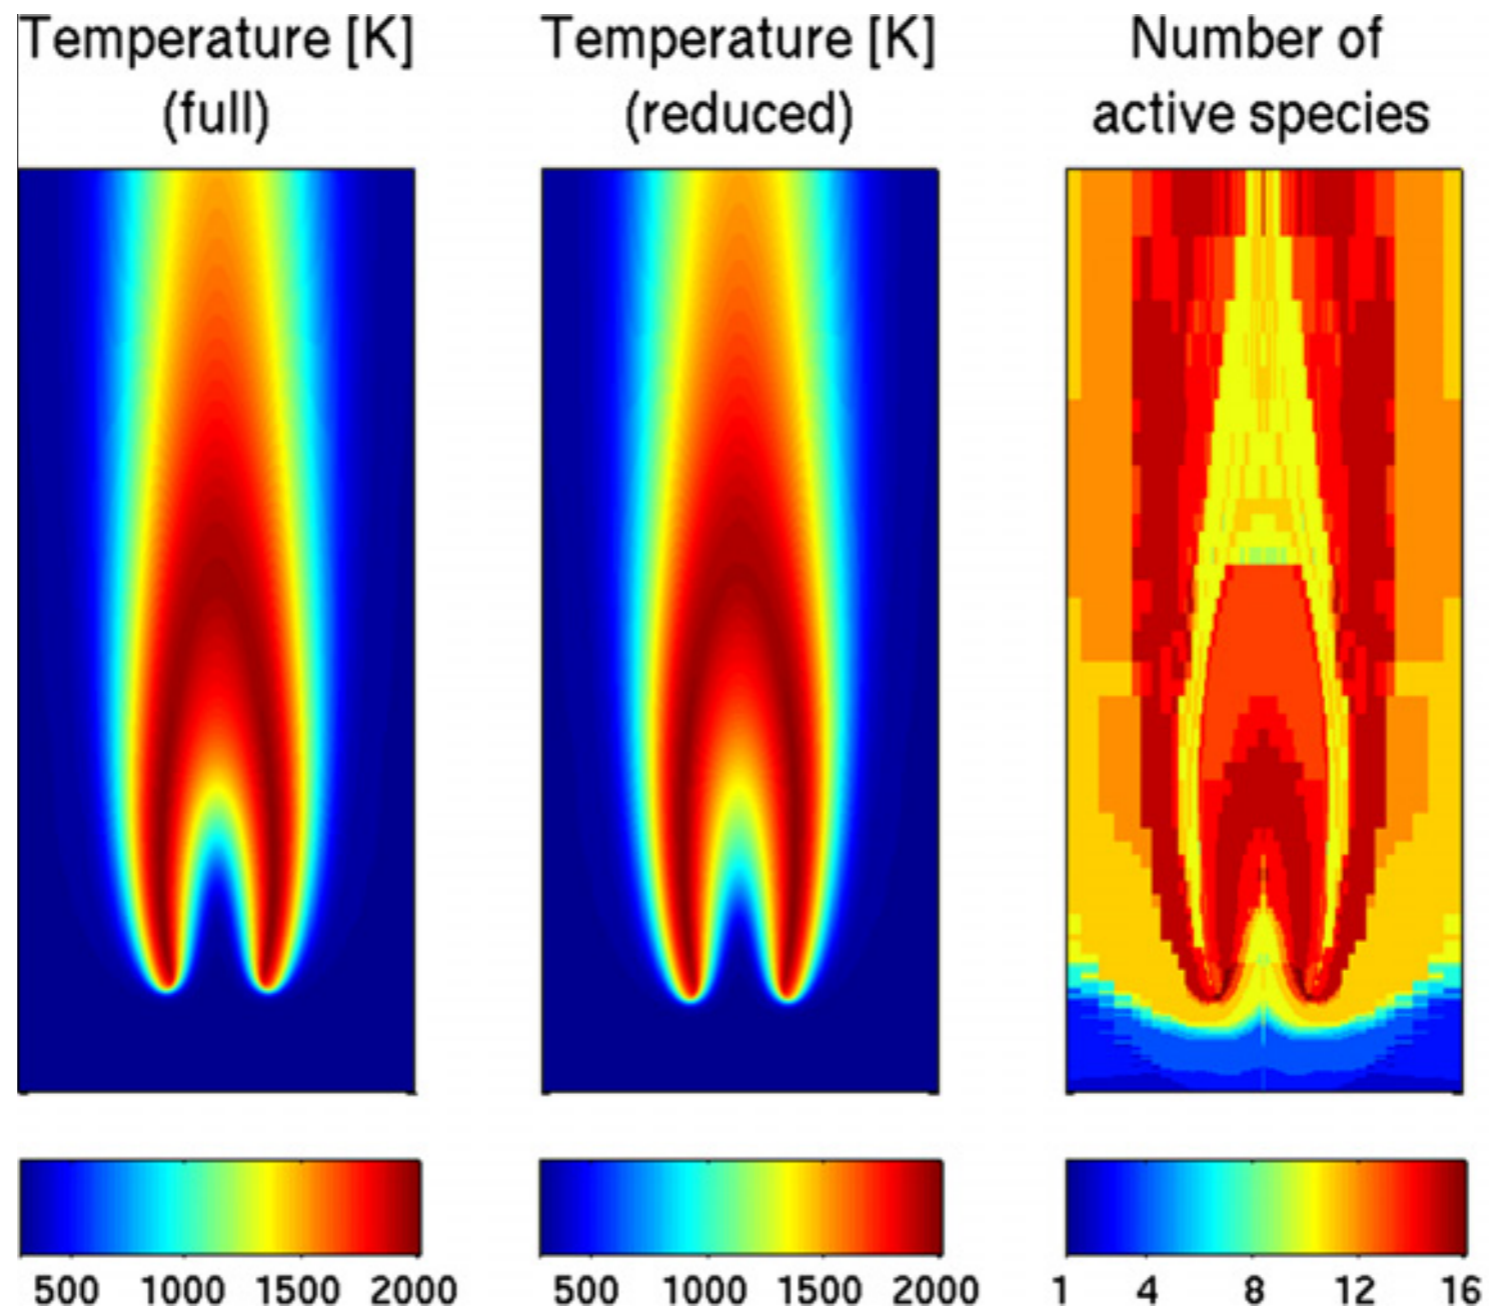 Temperature [K]
(full)
Temperature [K]
(reduced)
Number of
active species
500 1000 1500 2000
500 1000 1500 2000
1 4 8 12 16